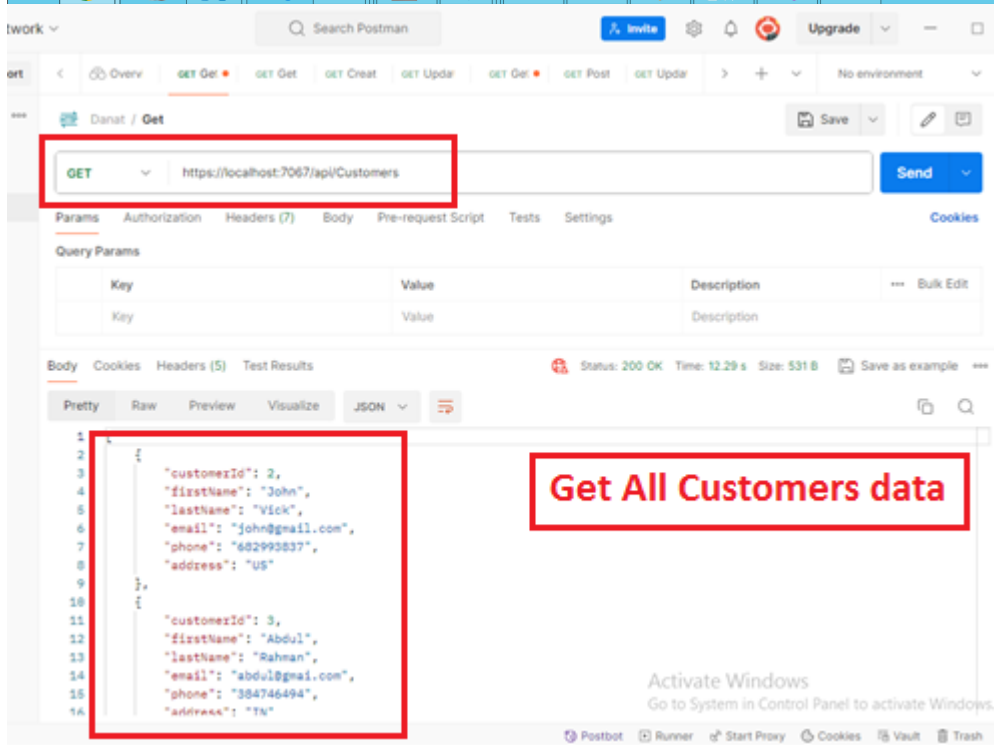 twork
Search Postman
Invite
Upgrade
ort
Overv
GET Get
GET Get
GET Creat
GET Updat
GET Get
GET Post
GET Updat
No environment
Danat / Get
Save
GET
https://localhost:7067/api/Customers
Send
Params Authorization Headers (7) Body Pre-request Script Tests Settings Cookies
Query Params
Key Value Description Bulk Edit
Key Value Description
Body Cookies Headers (5) Test Results Status: 200 OK Time: 12.29 s Size: 531 B Save as example
Pretty Raw Preview Visualize JSON
1 [
2 {
3 "customerId": 2,
4 "firstName": "John",
5 "lastName": "Vick",
6 "email": "john@gmail.com",
7 "phone": "682993837",
8 "address": "US"
9 },
10 {
11 "customerId": 3,
12 "firstName": "Abdul",
13 "lastName": "Rahman",
14 "email": "abdul@gmai.com",
15 "phone": "384746494",
16 "address": "IN"
Get All Customers data
Activate Windows
Go to System in Control Panel to activate Windows.
Postbot Runner Start Proxy Cookies Vault Trash